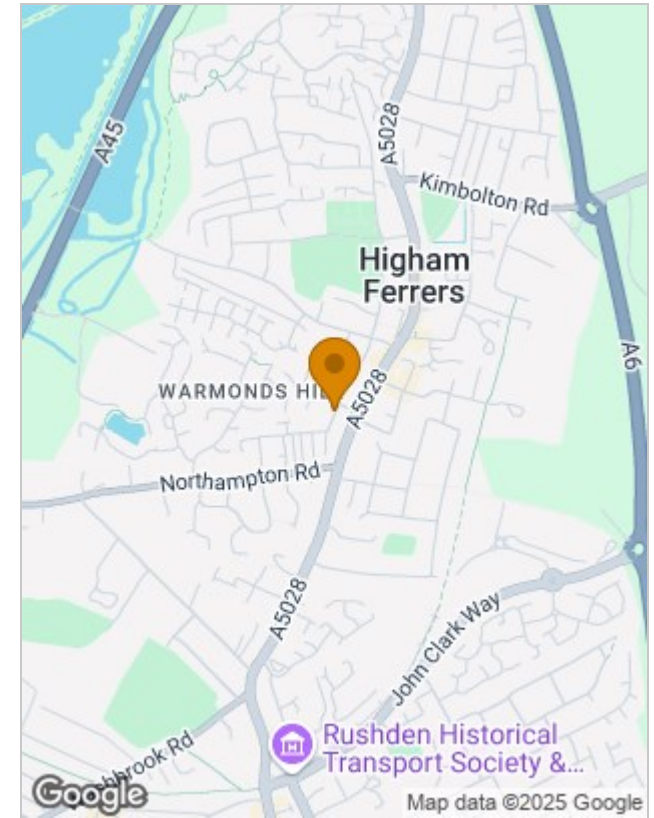 A45
A5028
Kimbolton Rd
Higham
Ferrers
A6
WARMONDS
A5028
Northampton Rd
A5028
John Clark Way
Rushden Historical
Transport Society &...
Rd
Google
Map data ©2025 Google